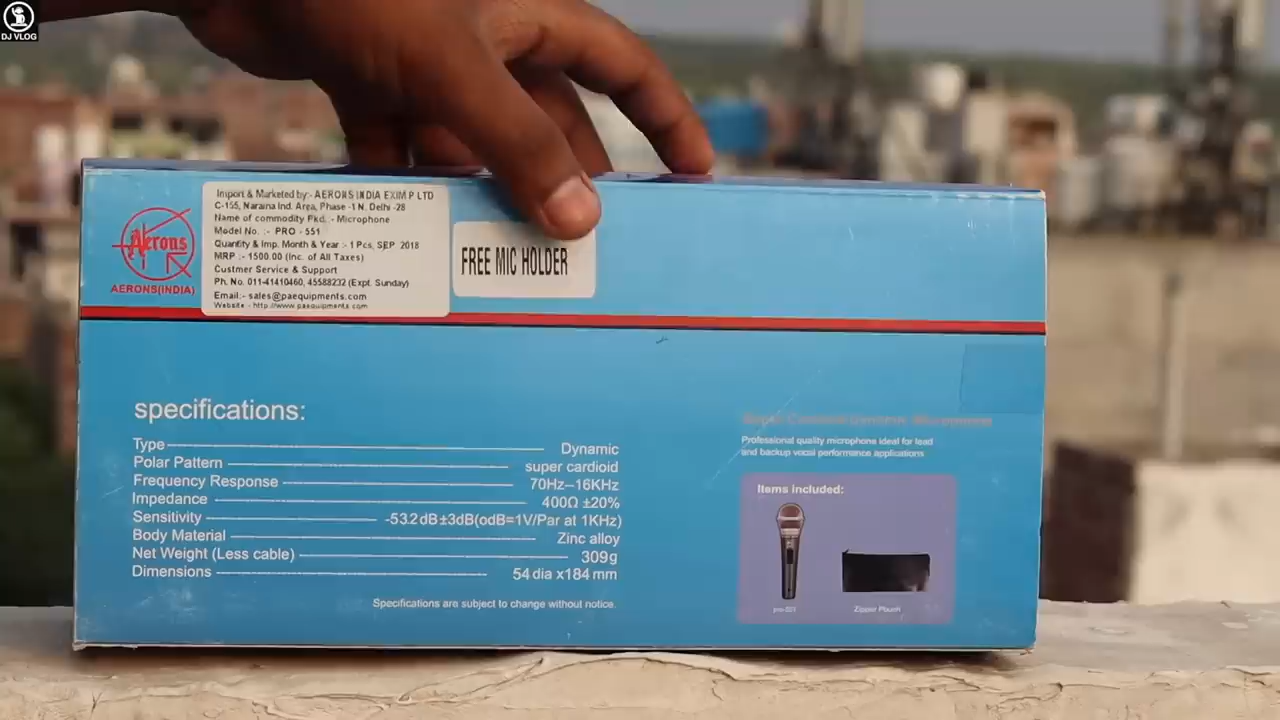 DJ VLOG
Aerons
AERONS(INDIA)
Import & Marketed by:- AERONS INDIA EXIM P LTD
C-155, Naraina Ind. Area, Phase -1 N. Delhi -28
Name of commodity Pkd. - Microphone
Model No. :- PRO - 551
Quantity & Imp. Month & Year :- 1 Pcs, SEP 2018
MRP :- 1500.00 (Inc. of All Taxes)
Custmer Service & Support
Ph. No. 011-41410460, 45588232 (Expt. Sunday)
Email:- sales@paequipments.com
Website - http://www.paequipments.com
FREE MIC HOLDER
specifications:
Type Dynamic
Polar Pattern super cardioid
Frequency Response 70Hz–16KHz
Impedance 400Ω ±20%
Sensitivity -53.2dB±3dB(odB=1V/Par at 1KHz)
Body Material Zinc alloy
Net Weight (Less cable) 309g
Dimensions 54 dia x184 mm
Specifications are subject to change without notice.
Super Cardioid Dynamic Microphone
Professional quality microphone ideal for lead
and backup vocal performance applications
Items included:
Zipper Pouch